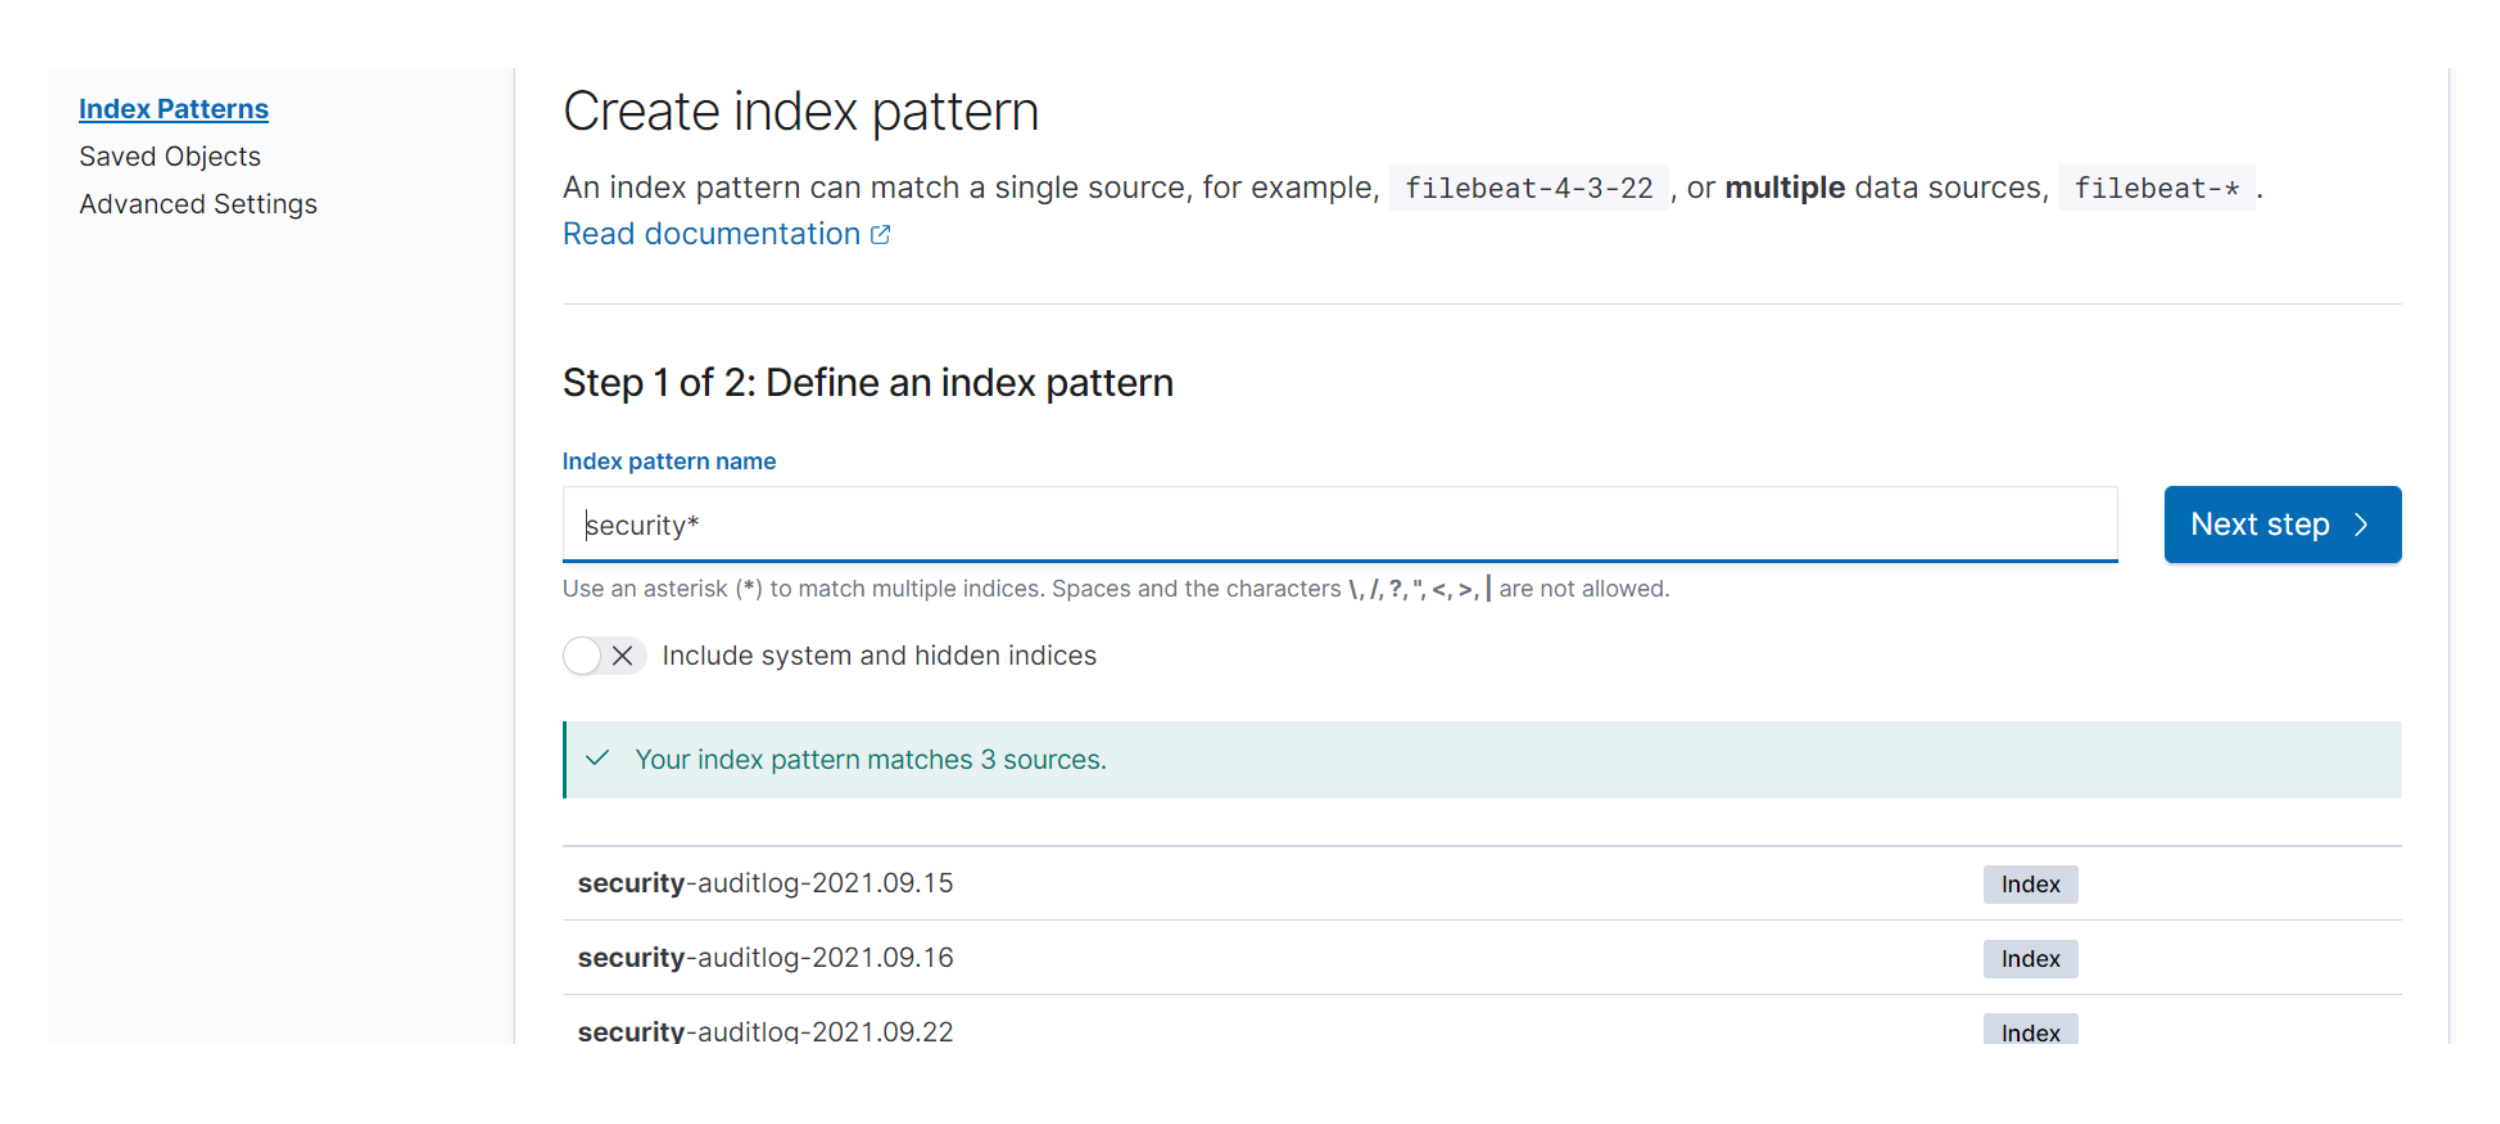 Index Patterns
Saved Objects
Advanced Settings
Create index pattern
An index pattern can match a single source, for example, filebeat-4-3-22 , or multiple data sources, filebeat-* .
Read documentation
Step 1 of 2: Define an index pattern
Index pattern name
security*
Next step
Use an asterisk (*) to match multiple indices. Spaces and the characters \, /, ?, ", <, >, | are not allowed.
Include system and hidden indices
Your index pattern matches 3 sources.
security-auditlog-2021.09.15 Index
security-auditlog-2021.09.16 Index
security-auditlog-2021.09.22 Index